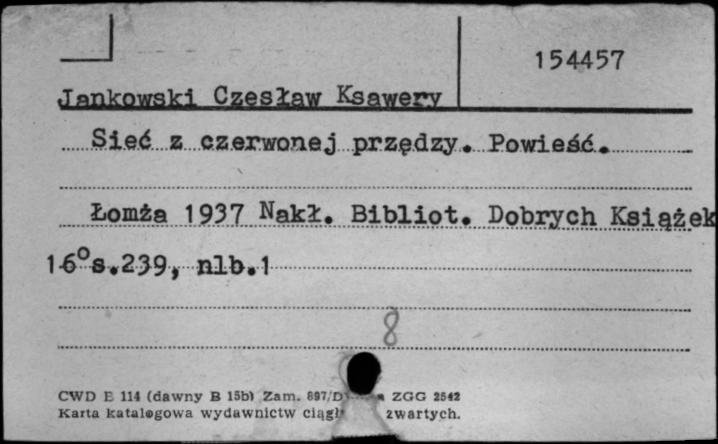 154457
Jankowski Czesław Ksawery
Sieć z czerwonej przędzy. Powieść.
Łomża 1937 Nakł. Bibliot. Dobrych Książek
16° s.239, nlb.1
8
CWD E 114 (dawny B 15b) Zam. 897/D ZGG 2542
Karta katalogowa wydawnictw ciągł zwartych.